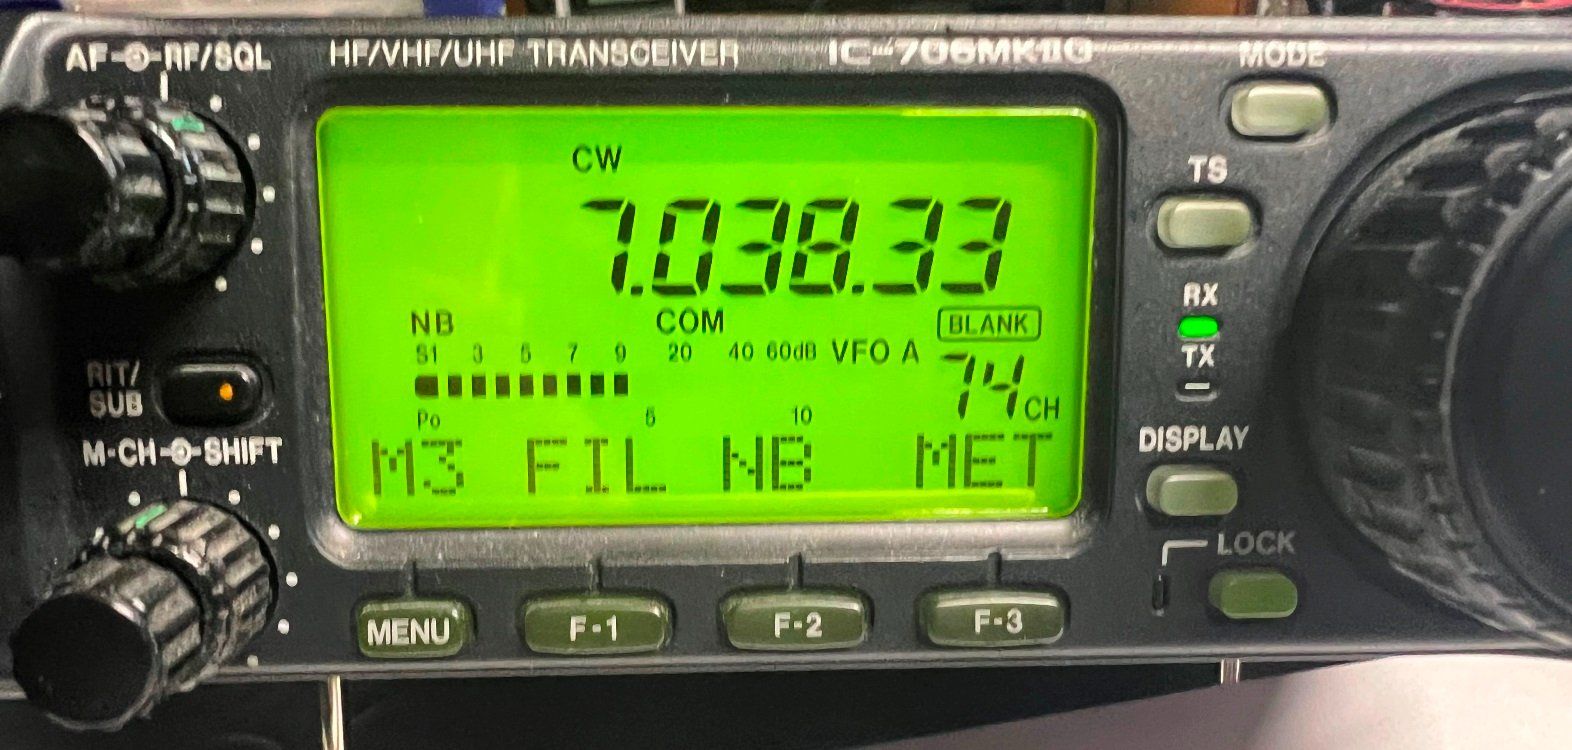 AF RF/SQL
HF/VHF/UHF TRANSCEIVER
IC-706MKIIG
MODE
CW
7.038.33
TS
NB
COM
BLANK
RX
S1 3 5 7 9 20 40 60dB
VFO A
74 CH
TX
RIT/
SUB
Po 5 10
M3 FIL NB MET
M-CH SHIFT
DISPLAY
LOCK
MENU
F-1
F-2
F-3